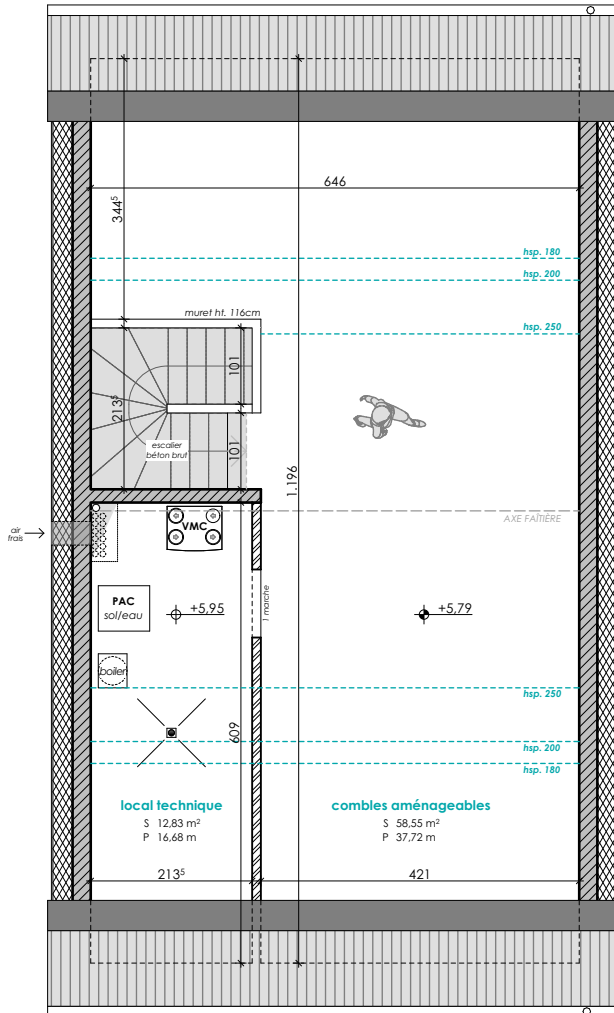 646
344⁵
hsp. 180
hsp. 200
muret ht. 116cm
hsp. 250
101
213⁵
escalier
béton brut
101
1.196
AXE FAÎTIÈRE
air
frais
VMC
PAC
sol/eau
+5,95
1 marche
+5,79
boiler
hsp. 250
609
hsp. 200
hsp. 180
local technique
S 12,83 m²
P 16,68 m
combles aménageables
S 58,55 m²
P 37,72 m
213⁵
421